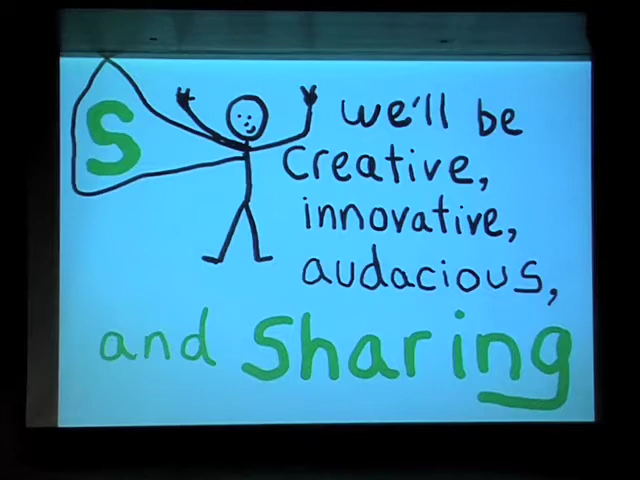 S
we'll be
creative,
innovative,
audacious,
and sharing